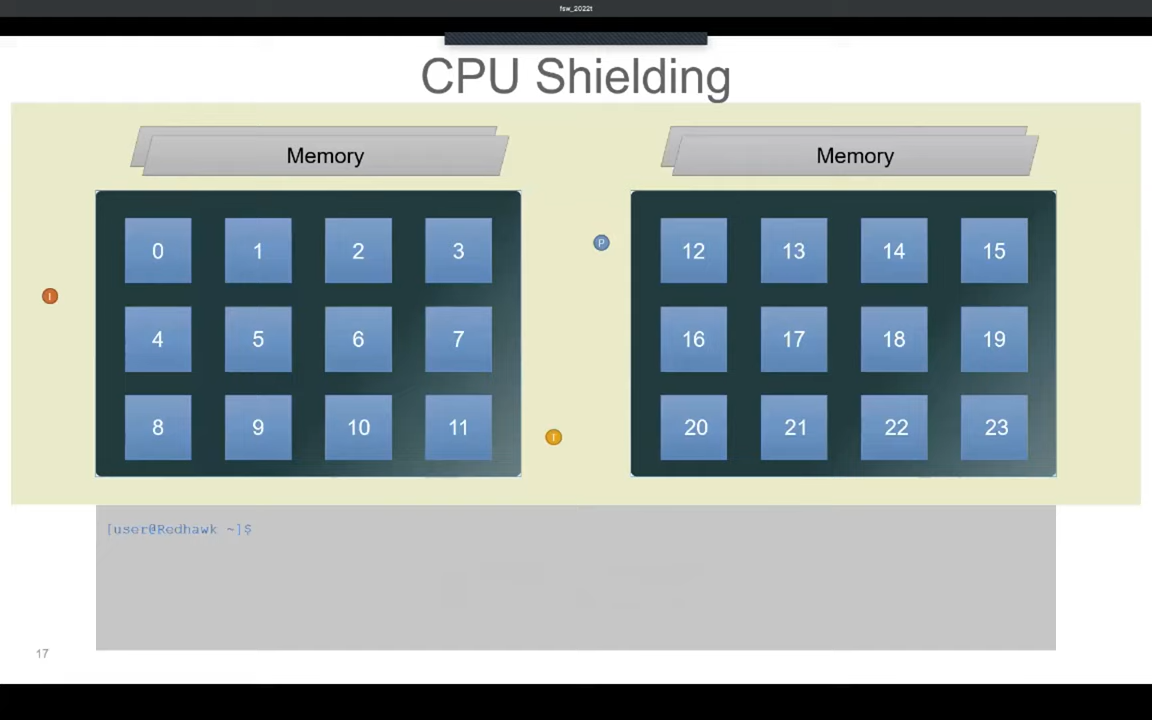 fsw_2022t
CPU Shielding
Memory
Memory
0 1 2 3
12 13 14 15
P
I
4 5 6 7
16 17 18 19
8 9 10 11
20 21 22 23
T
[user@Redhawk ~]$
17